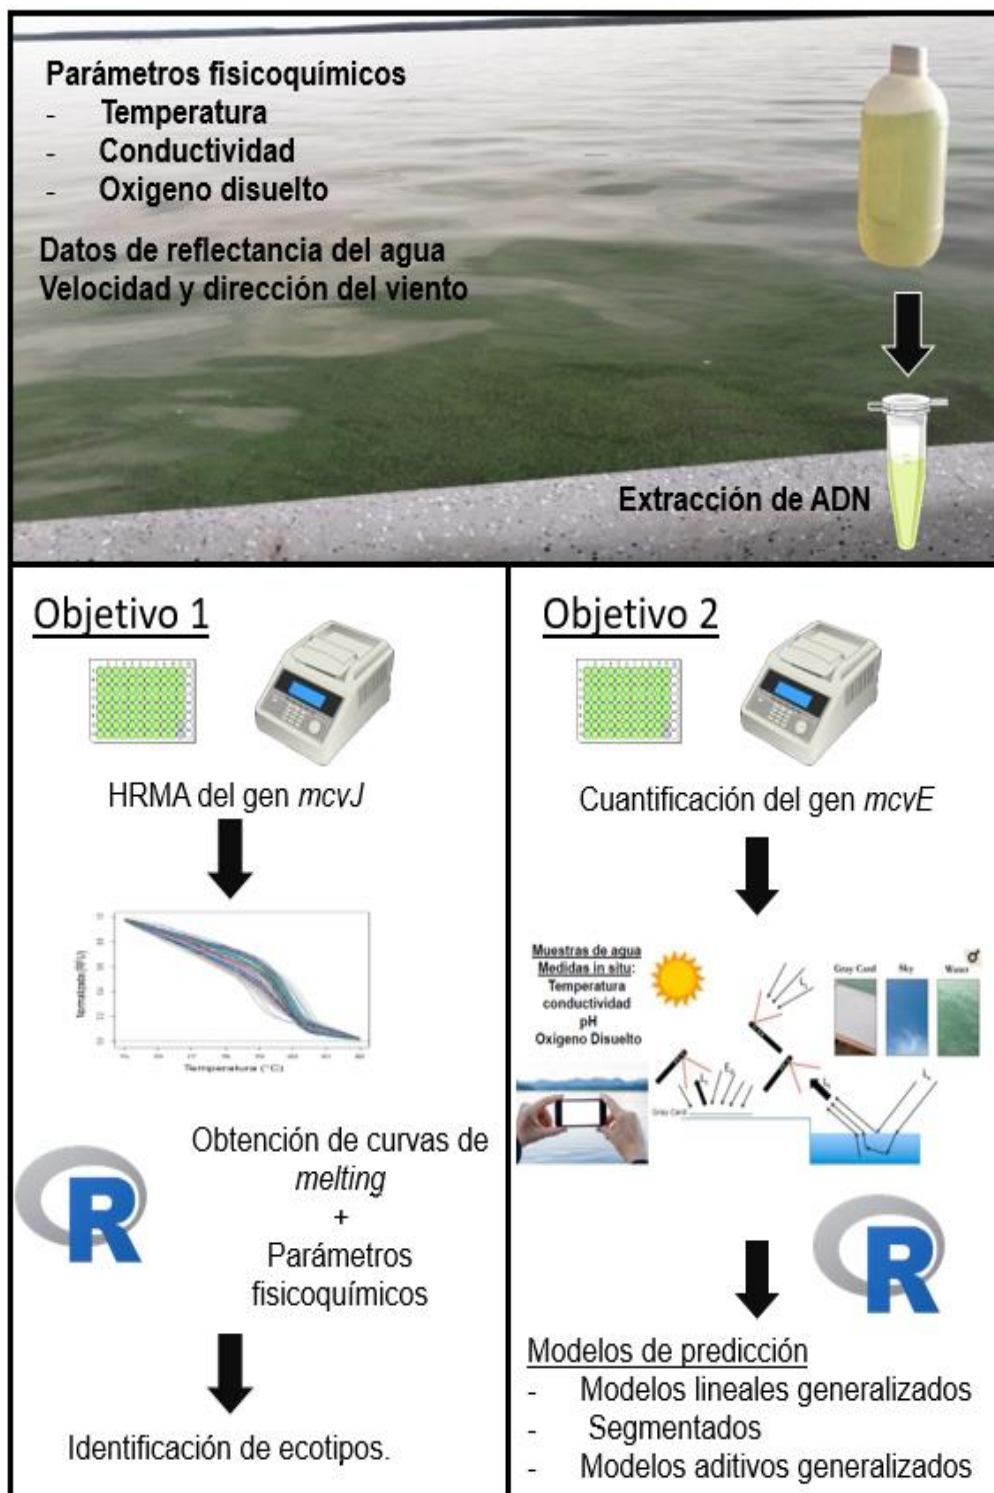 Parámetros fisicoquímicos
- Temperatura
- Conductividad
- Oxigeno disuelto
Datos de reflectancia del agua
Velocidad y dirección del viento
Extracción de ADN
Objetivo 1
HRMA del gen mcvJ
Normalizada(RFU)
Temperatura (°C)
Obtención de curvas de
melting
+
Parámetros
fisicoquímicos
R
Identificación de ecotipos.
Objetivo 2
Cuantificación del gen mcvE
Muestras de agua
Medidas in situ:
Temperatura
conductividad
pH
Oxigeno Disuelto
Gray Card
Sky
Water
Gray Card
R
Modelos de predicción
- Modelos lineales generalizados
- Segmentados
- Modelos aditivos generalizados